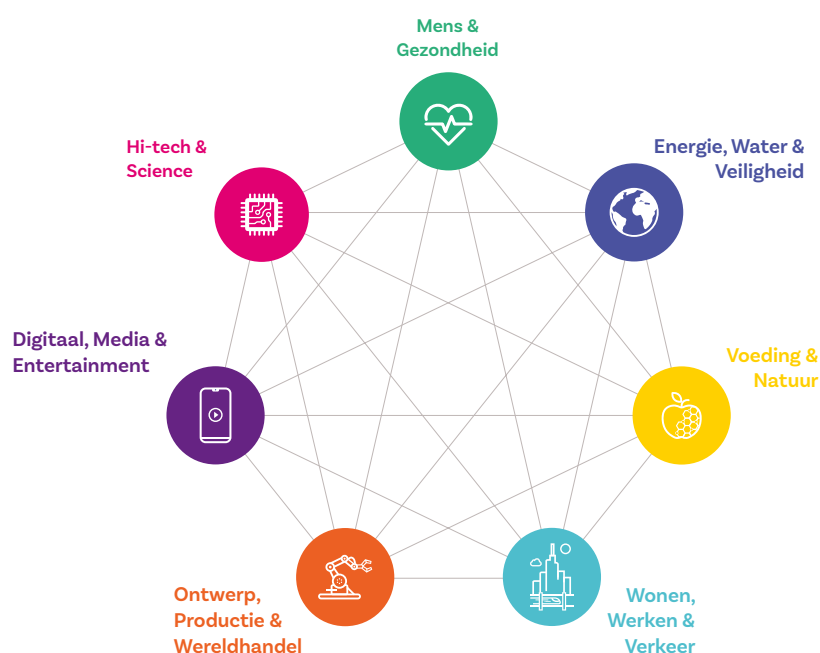 Mens &
Gezondheid
Hi-tech &
Science
Energie, Water &
Veiligheid
Digitaal, Media &
Entertainment
Voeding &
Natuur
Ontwerp,
Productie &
Wereldhandel
Wonen,
Werken &
Verkeer